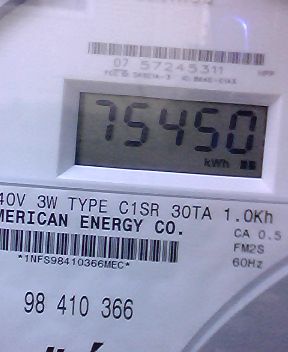 07 57245311
75450
kWh
40V 3W TYPE C1SR 30TA 1.0Kh
MERICAN ENERGY CO.
CA 0.5
FM2S
*1NFS98410366MEC*
60Hz
98 410 366